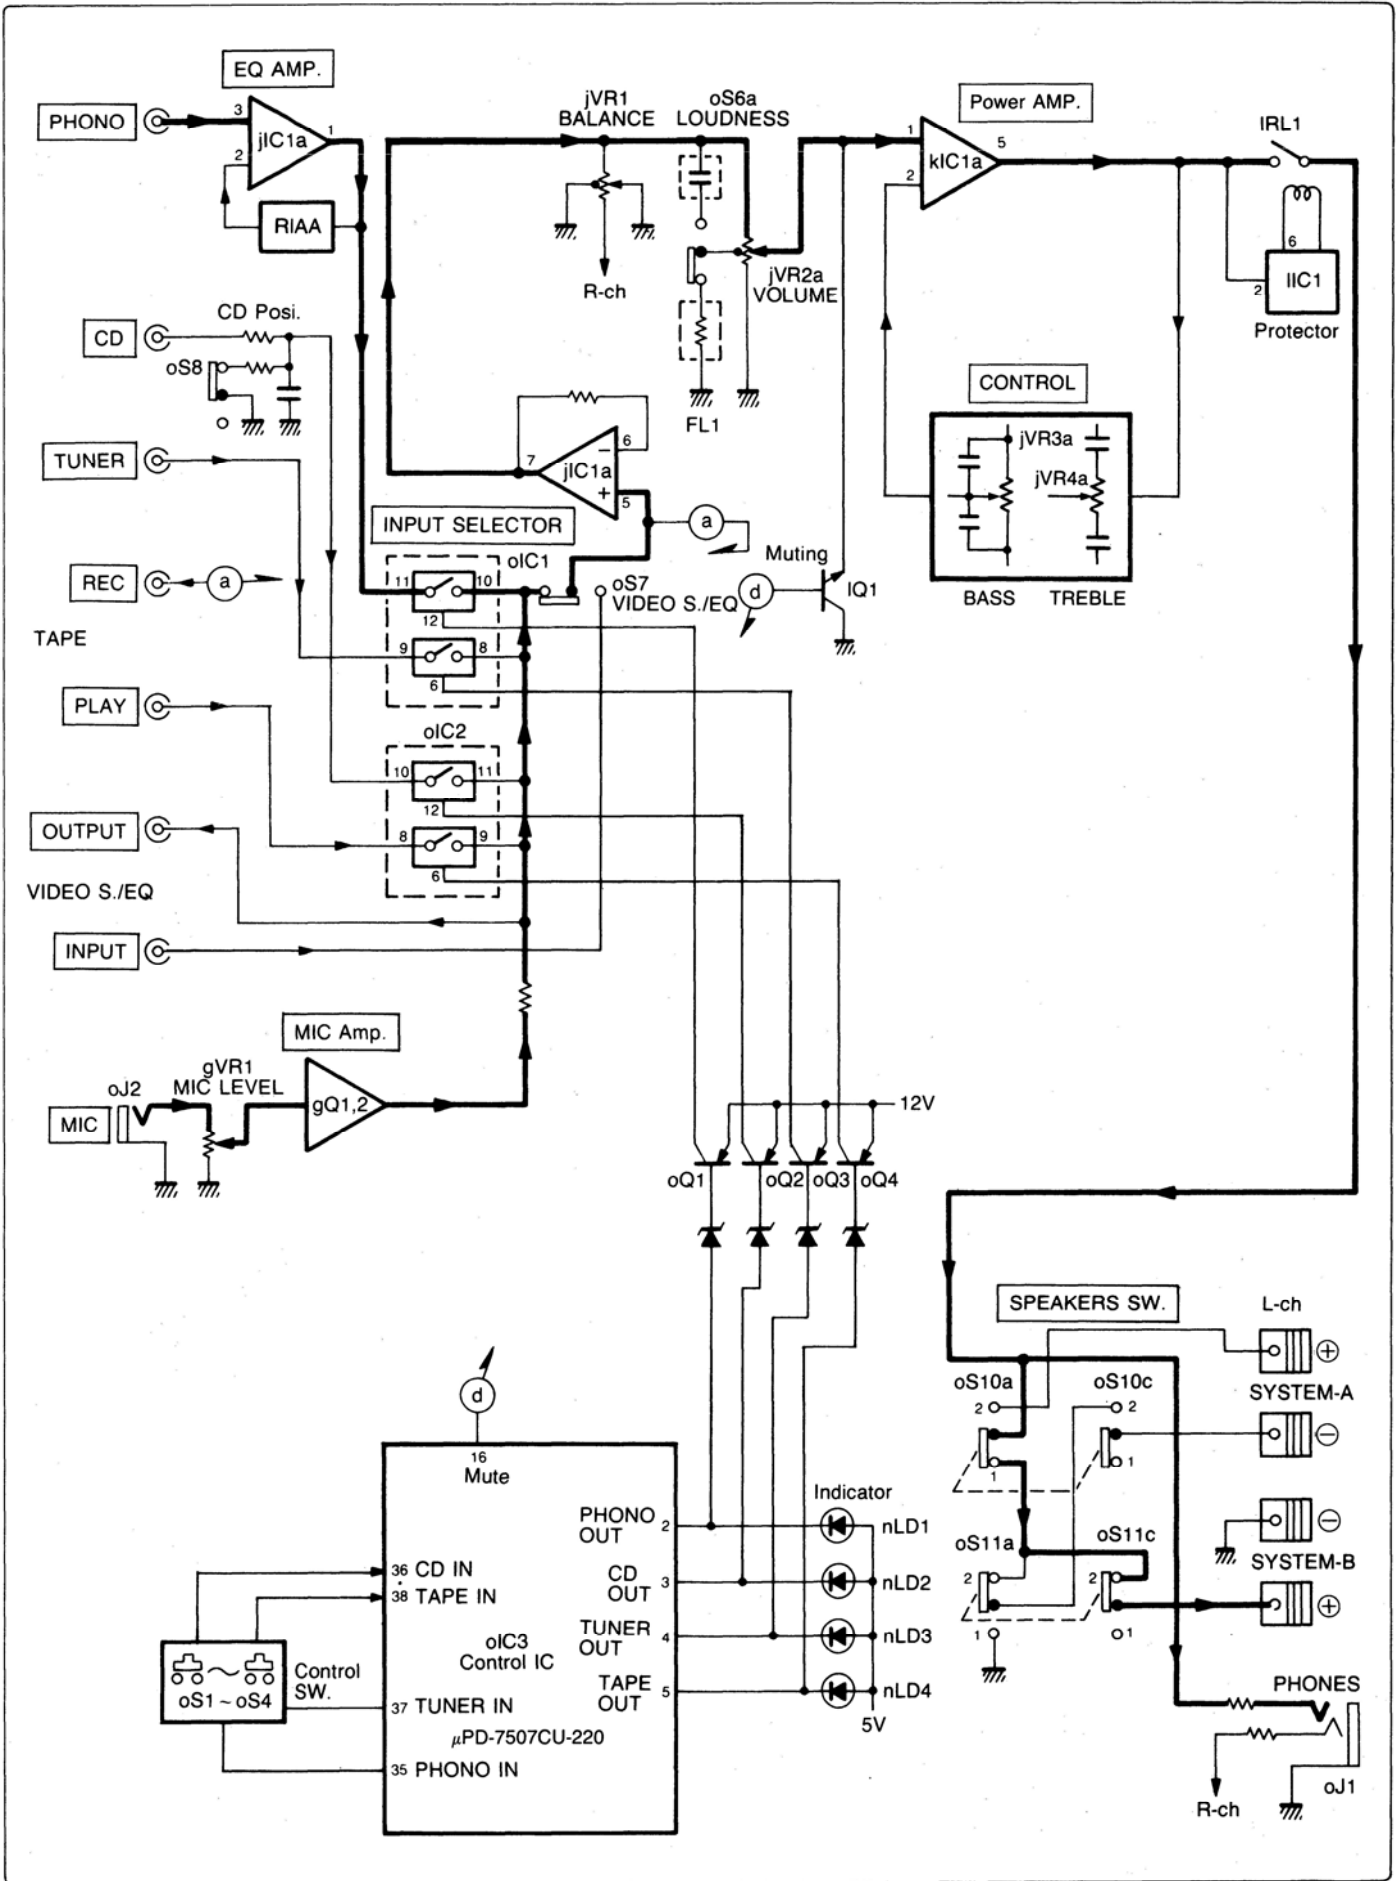 EQ AMP.
PHONO
3
jIC1a
1
2
RIAA
jVR1
BALANCE
oS6a
LOUDNESS
Power AMP.
1
kIC1a
5
2
IRL1
6
2
IIC1
Protector
R-ch
jVR2a
VOLUME
FL1
CD Posi.
CD
oS8
CONTROL
jVR3a
jVR4a
BASS
TREBLE
TUNER
7
jIC1a
−
6
+
5
a
INPUT SELECTOR
oIC1
11
10
12
9
8
6
oS7
VIDEO S./EQ
Muting
d
IQ1
REC
a
TAPE
PLAY
oIC2
10
11
12
8
9
6
OUTPUT
VIDEO S./EQ
INPUT
MIC Amp.
gVR1
MIC LEVEL
oJ2
MIC
gQ1,2
12V
oQ1
oQ2
oQ3
oQ4
SPEAKERS SW.
L-ch
+
SYSTEM-A
−
oS10a
2
1
oS10c
2
1
−
SYSTEM-B
+
oS11a
2
1
oS11c
2
1
PHONES
R-ch
oJ1
d
16
Mute
Indicator
PHONO
OUT
2
nLD1
CD
OUT
3
nLD2
TUNER
OUT
4
nLD3
TAPE
OUT
5
nLD4
5V
36 CD IN
38 TAPE IN
oIC3
Control IC
37 TUNER IN
μPD-7507CU-220
35 PHONO IN
oS1 ~ oS4
Control
SW.